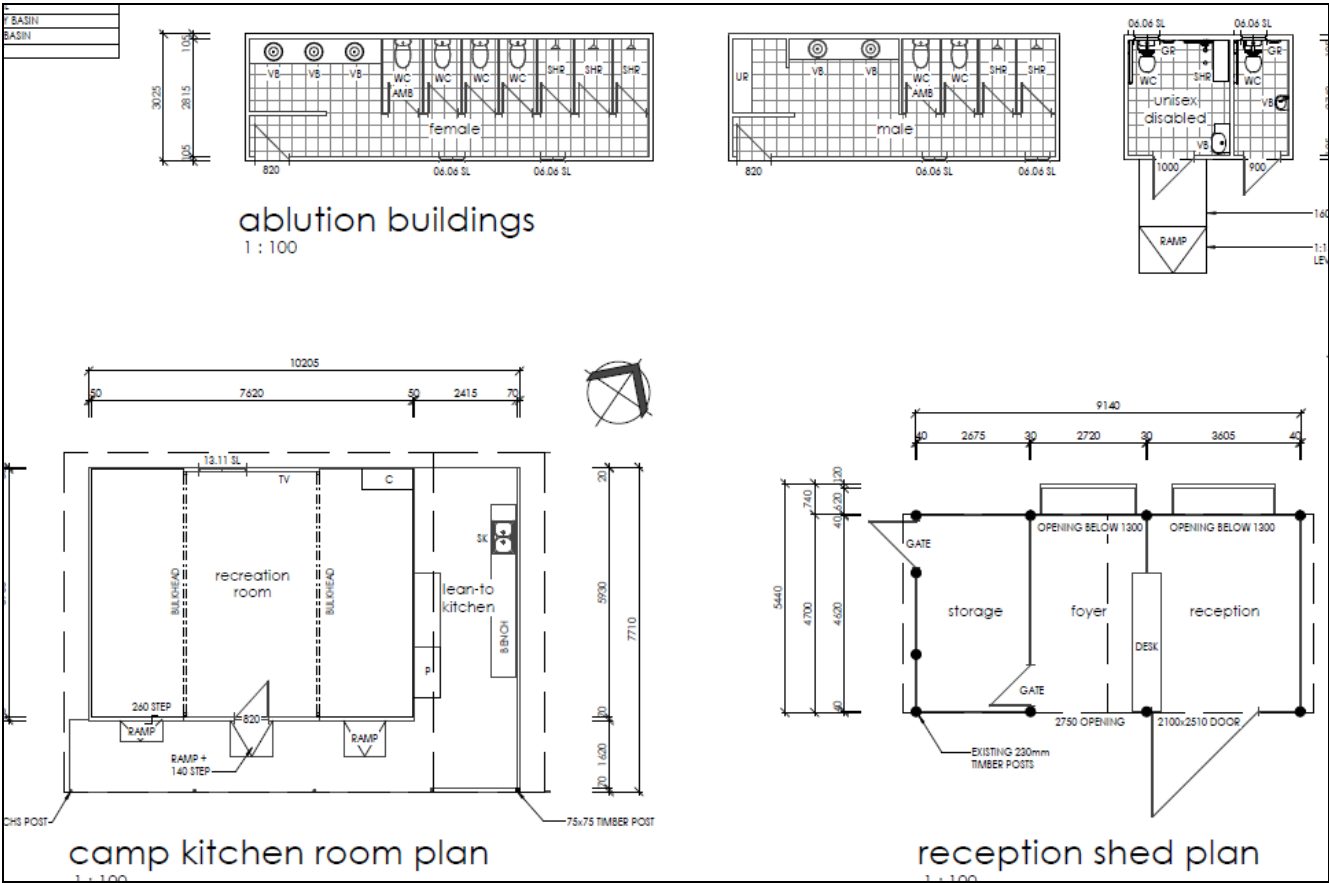 Y BASIN
BASIN
06.06 SL
06.06 SL
105
2815
105
3025
VB
VB
VB
WC
AMB
WC
WC
WC
SHR
SHR
SHR
female
820
06.06 SL
06.06 SL
UR
VB
VB
WC
AMB
WC
SHR
SHR
male
820
06.06 SL
06.06 SL
GR
WC
SHR
unisex
disabled
VB
1000
GR
WC
VB
900
RAMP
ablution buildings
1 : 100
10205
50
7620
50
2415
70
13.11 SL
TV
C
BULKHEAD
recreation
room
BULKHEAD
SK
lean-to
kitchen
BENCH
P
260 STEP
RAMP
820
RAMP
RAMP +
140 STEP
20
5930
7710
1620
70
CHS POST
75x75 TIMBER POST
camp kitchen room plan
1 : 100
9140
40
2675
30
2720
30
3605
40
120
620
740
40
5440
4700
4620
40
OPENING BELOW 1300
OPENING BELOW 1300
GATE
storage
foyer
reception
DESK
GATE
2750 OPENING
2100x2510 DOOR
EXISTING 230mm
TIMBER POSTS
reception shed plan
1 : 100